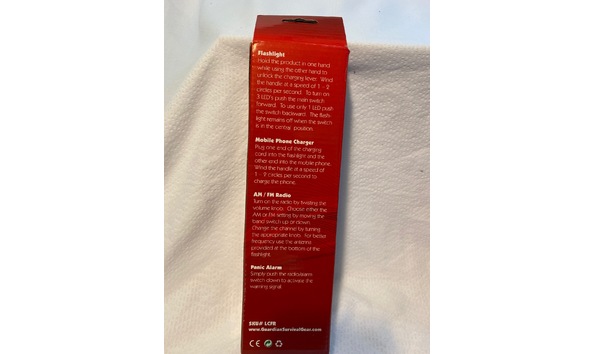 Flashlight
Hold the product in one hand
while using the other hand to
unlock the charging lever. Wind
the handle at a speed of 1 - 2
circles per second. To turn on
3 LED's push the main switch
forward. To use only 1 LED push
the switch backward. The flash-
light remains off when the switch
is in the central position.
Mobile Phone Charger
Plug one end of the charging
cord into the flashlight and the
other end into the mobile phone.
Wind the handle at a speed of
1 - 2 circles per second to
charge the phone.
AM / FM Radio
Turn on the radio by twisting the
volume knob. Choose either the
AM or FM setting by moving the
band switch up or down.
Change the channel by turning
the appropriate knob. For better
frequency use the antenna
provided at the bottom of the
flashlight.
Panic Alarm
Simply push the radio/alarm
switch down to activate the
warning signal.
SKU# LCFR
www.GuardianSurvivalGear.com
CE